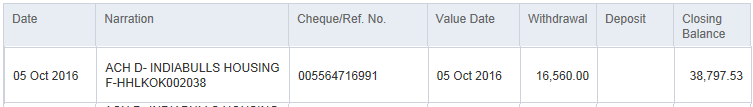 Date Narration Cheque/Ref. No. Value Date Withdrawal Deposit Closing
Balance
05 Oct 2016 ACH D- INDIABULLS HOUSING 005564716991 05 Oct 2016 16,560.00 38,797.53
F-HHLKOK002038